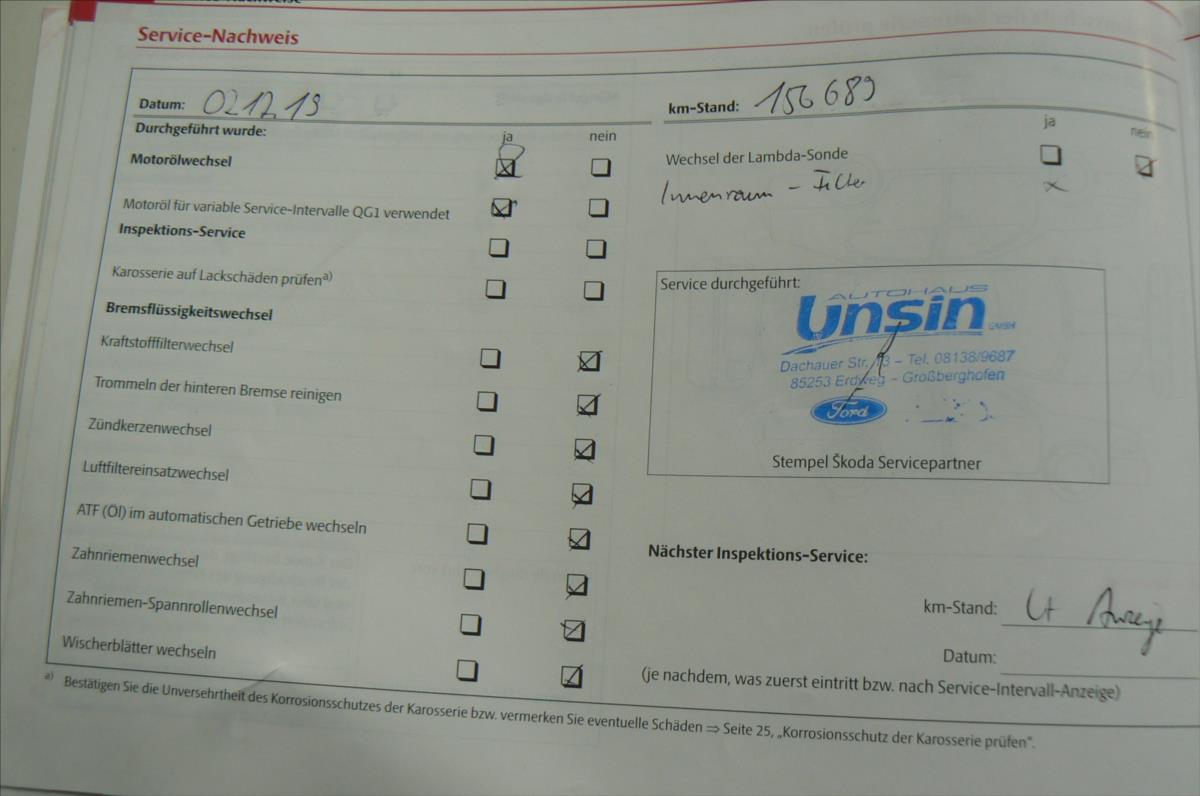 Service-Nachweis
Datum: 021219
km-Stand: 156689
Durchgeführt wurde:
ja
nein
Motorölwechsel
Motoröl für variable Service-Intervalle QG1 verwendet
Inspektions-Service
Karosserie auf Lackschäden prüfen a)
Bremsflüssigkeitswechsel
Kraftstofffilterwechsel
Trommeln der hinteren Bremse reinigen
Zündkerzenwechsel
Luftfiltereinsatzwechsel
ATF (Öl) im automatischen Getriebe wechseln
Zahnriemenwechsel
Zahnriemen-Spannrollenwechsel
Wischerblätter wechseln
ja
nein
Wechsel der Lambda-Sonde
Innenraum - Filter x
Service durchgeführt:
AUTOHAUS
Unsin GMBH
Dachauer Str. 13 – Tel. 08138/9687
85253 Erdweg – Großberghofen
Ford
Stempel Škoda Servicepartner
Nächster Inspektions-Service:
km-Stand: Lt Anzeige
Datum:
(je nachdem, was zuerst eintritt bzw. nach Service-Intervall-Anzeige)
a) Bestätigen Sie die Unversehrtheit des Korrosionsschutzes der Karosserie bzw. vermerken Sie eventuelle Schäden ⇒ Seite 25, „Korrosionsschutz der Karosserie prüfen“.